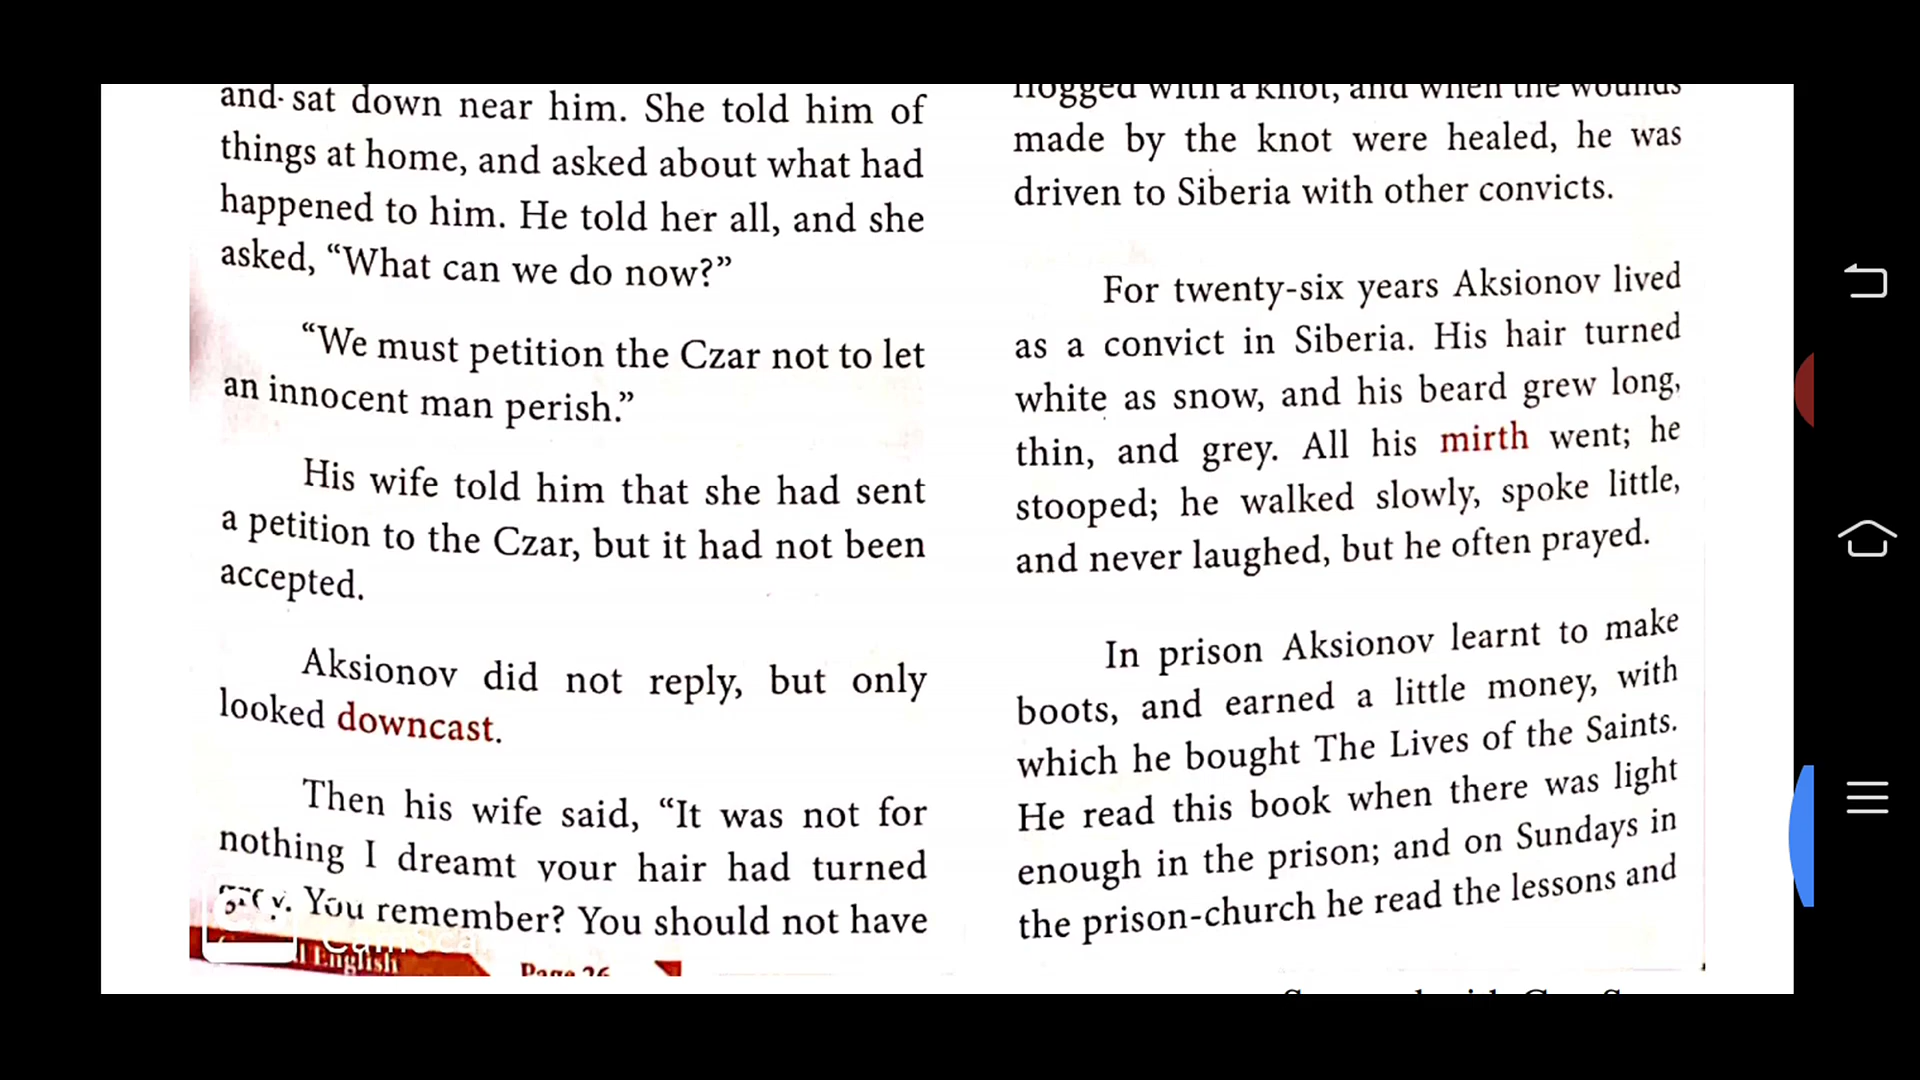 and sat down near him. She told him of
things at home, and asked about what had
happened to him. He told her all, and she
asked, “What can we do now?”
“We must petition the Czar not to let
an innocent man perish.”
His wife told him that she had sent
a petition to the Czar, but it had not been
accepted.
Aksionov did not reply, but only
looked downcast.
Then his wife said, “It was not for
nothing I dreamt your hair had turned
You remember? You should not have
English
Page 26
flogged with a knot, and when the wounds
made by the knot were healed, he was
driven to Siberia with other convicts.
For twenty-six years Aksionov lived
as a convict in Siberia. His hair turned
white as snow, and his beard grew long,
thin, and grey. All his mirth went; he
stooped; he walked slowly, spoke little,
and never laughed, but he often prayed.
In prison Aksionov learnt to make
boots, and earned a little money, with
which he bought The Lives of the Saints.
He read this book when there was light
enough in the prison; and on Sundays in
the prison-church he read the lessons and